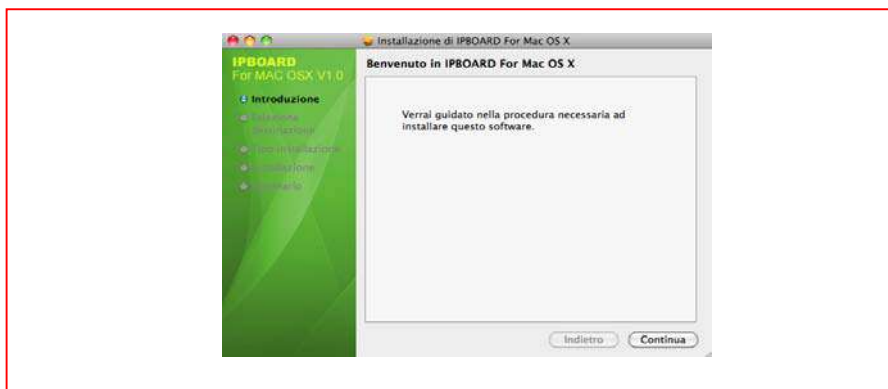 Installazione di IPBOARD For Mac OS X
IPBOARD
For MAC OSX V1.0
Benvenuto in IPBOARD For Mac OS X
Introduzione
Verrai guidato nella procedura necessaria ad
installare questo software.
Indietro
Continua